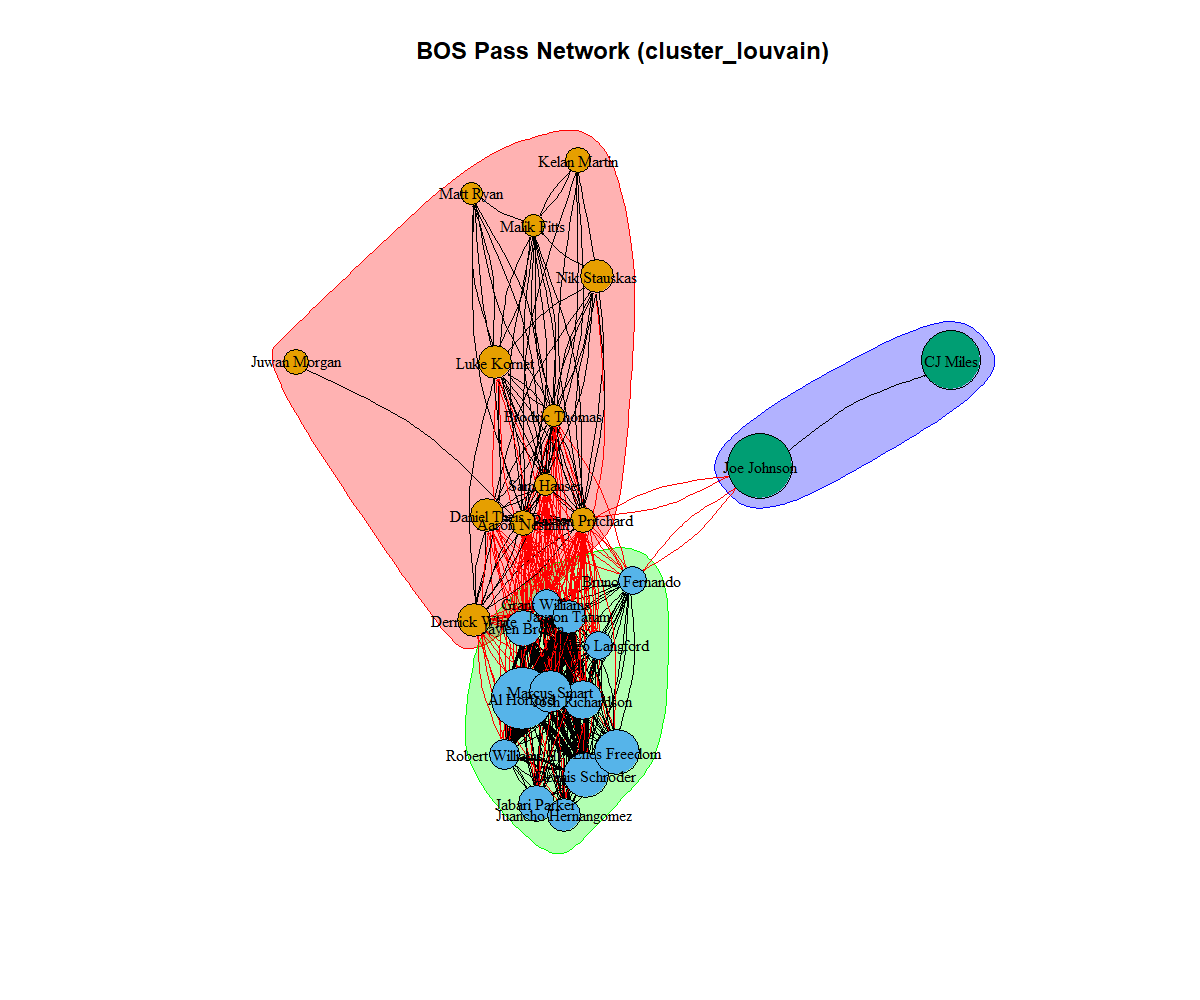 BOS Pass Network (cluster_louvain)
Kelan Martin
Matt Ryan
Malik Fitts
Nik Stauskas
Juwan Morgan
Luke Kornet
Brodric Thomas
Joe Johnson
CJ Miles
Sam Hauser
Daniel Theis
Aaron Nesmith
Payton Pritchard
Bruno Fernando
Grant Williams
Jayson Tatum
Derrick White
Jaylen Brown
Langford
Marcus Smart
Al Horford
Josh Richardson
Robert Williams
Enes Freedom
Dennis Schroder
Jabari Parker
Juancho Hernangomez